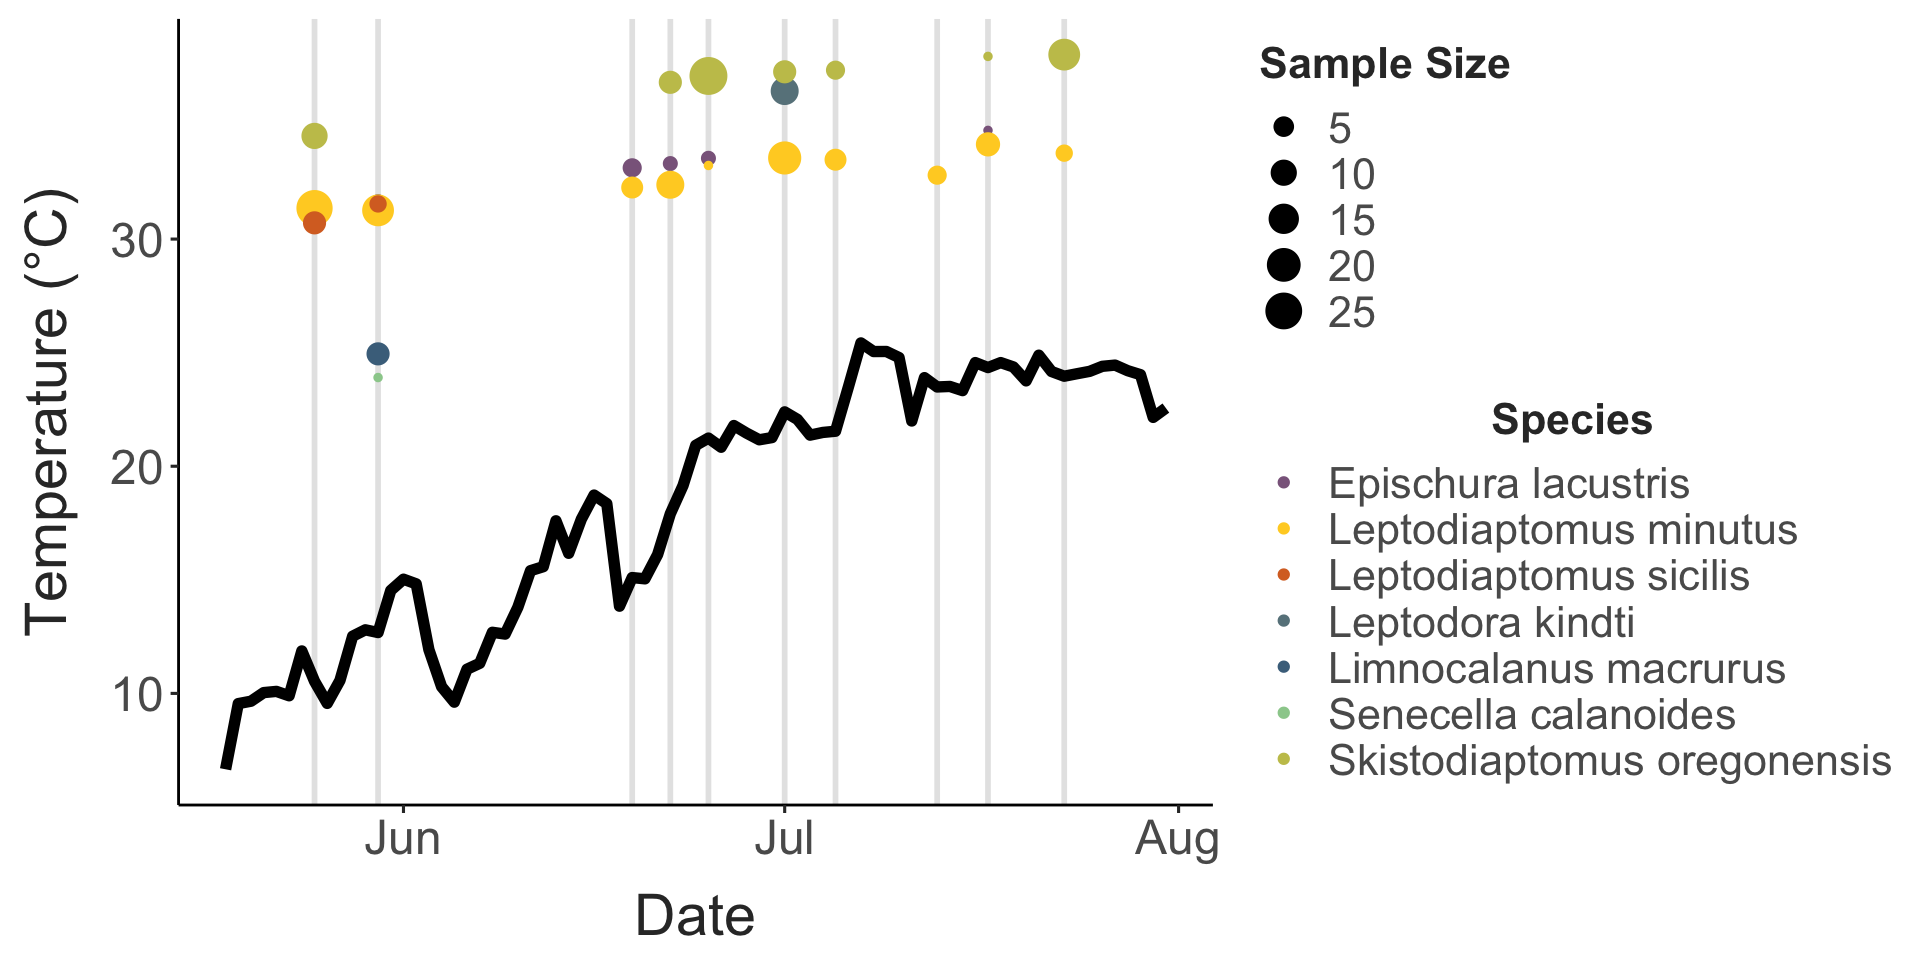 Temperature (°C)
30
20
10
Jun
Jul
Aug
Date
Sample Size
5
10
15
20
25
Species
Epischura lacustris
Leptodiaptomus minutus
Leptodiaptomus sicilis
Leptodora kindti
Limnocalanus macrurus
Senecella calanoides
Skistodiaptomus oregonensis